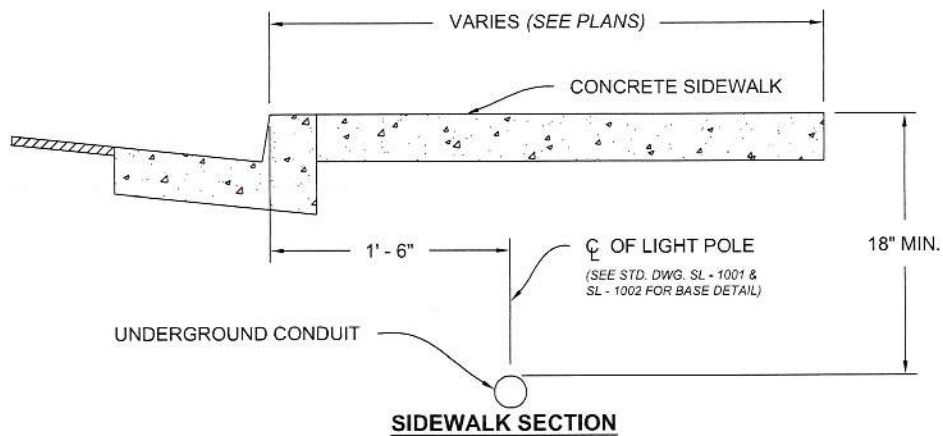 VARIES (SEE PLANS)
CONCRETE SIDEWALK
1' - 6"
℄ OF LIGHT POLE
(SEE STD. DWG. SL - 1001 &
SL - 1002 FOR BASE DETAIL)
18" MIN.
UNDERGROUND CONDUIT
SIDEWALK SECTION